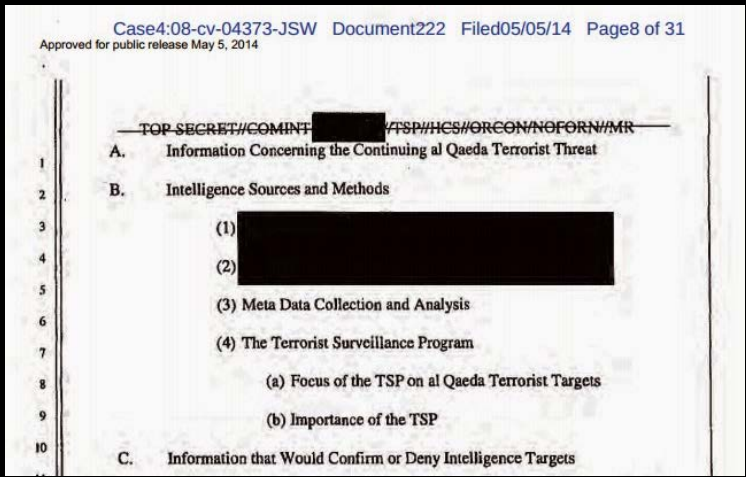 Case4:08-cv-04373-JSW Document222 Filed05/05/14 Page8 of 31
Approved for public release May 5, 2014
TOP SECRET//COMINT /TSP//HCS//ORCON/NOFORN//MR
A. Information Concerning the Continuing al Qaeda Terrorist Threat
1
B. Intelligence Sources and Methods
2
3 (1)
4 (2)
5
(3) Meta Data Collection and Analysis
6
(4) The Terrorist Surveillance Program
7
8 (a) Focus of the TSP on al Qaeda Terrorist Targets
9 (b) Importance of the TSP
10
C. Information that Would Confirm or Deny Intelligence Targets